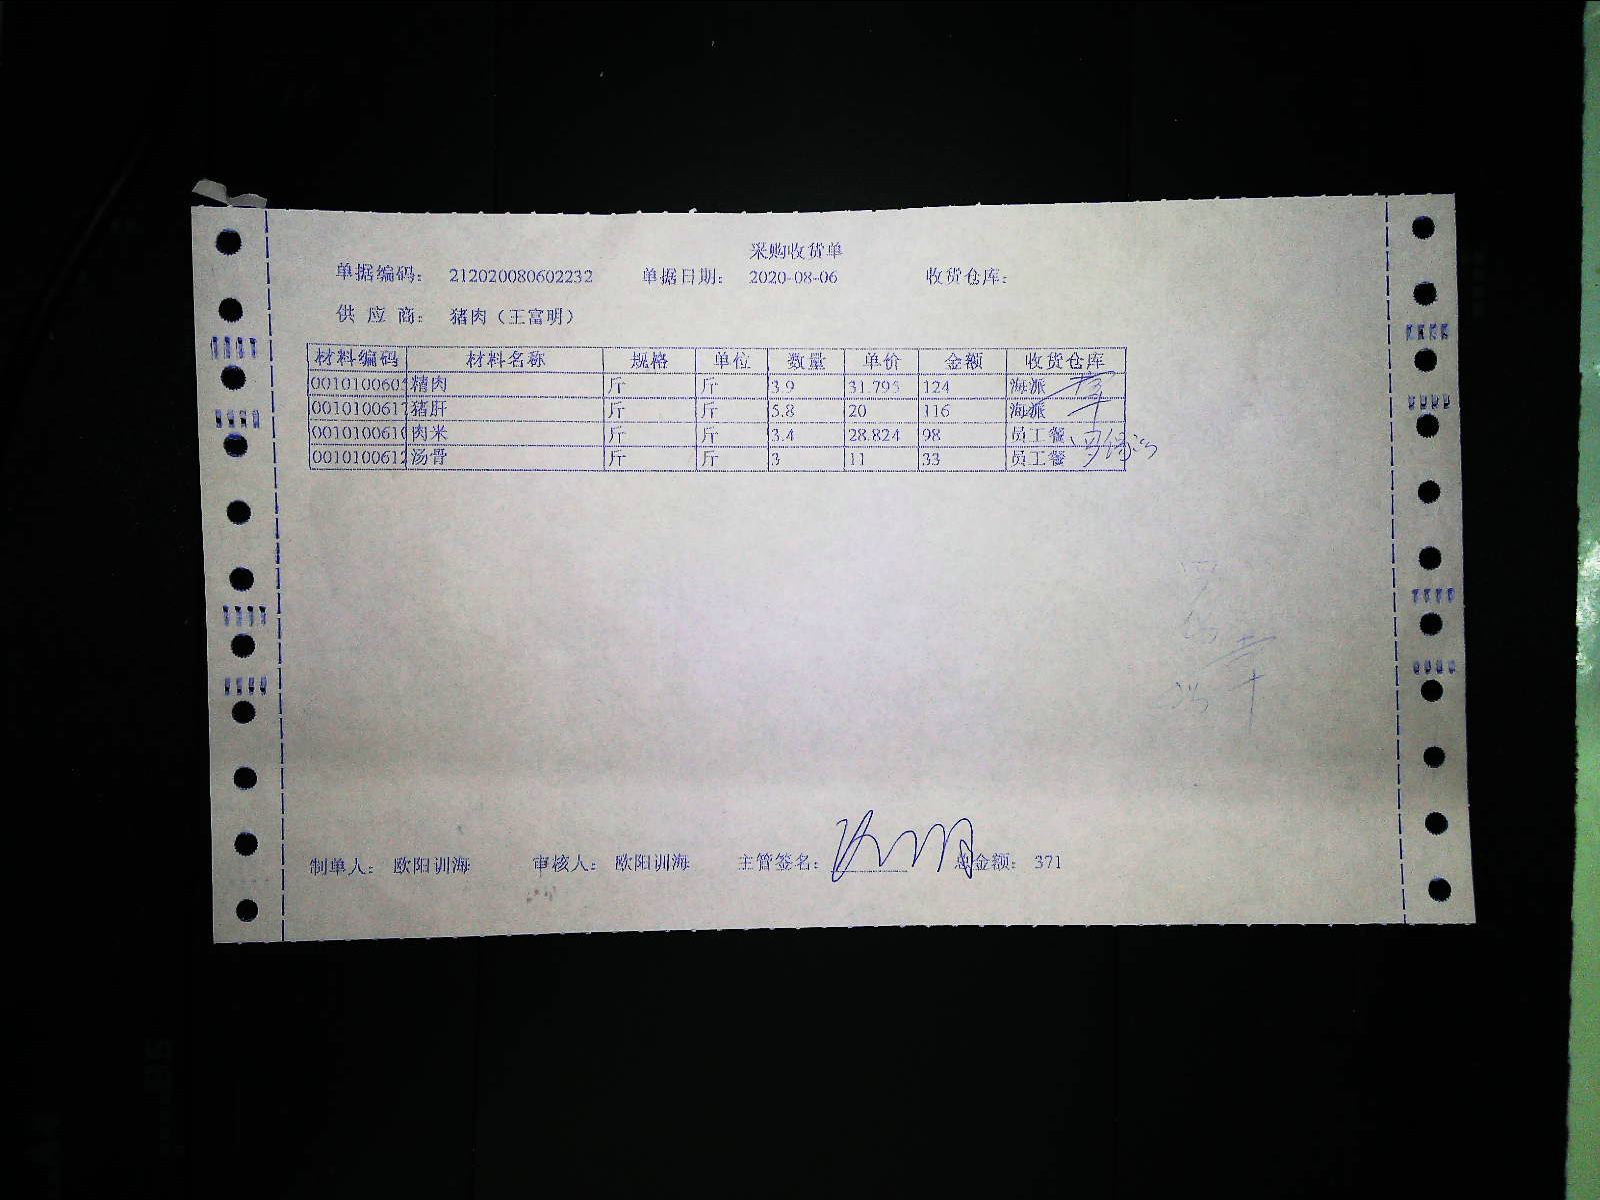 采购收货单
单据编码: 212020080602232 单据日期: 2020-08-06 收货仓库:
供应商: 猪肉（王富明）
材料编码 材料名称 规格 单位 数量 单价 金额 收货仓库
0010100605 精肉 斤 斤 3.9 31.795 124 海派
0010100617 猪肝 斤 斤 5.8 20 116 海派
001010061 肉米 斤 斤 3.4 28.824 98 员工餐
0010100612 汤骨 斤 斤 3 11 33 员工餐
制单人: 欧阳训海 审核人: 欧阳训海 主管签名: 总金额: 371